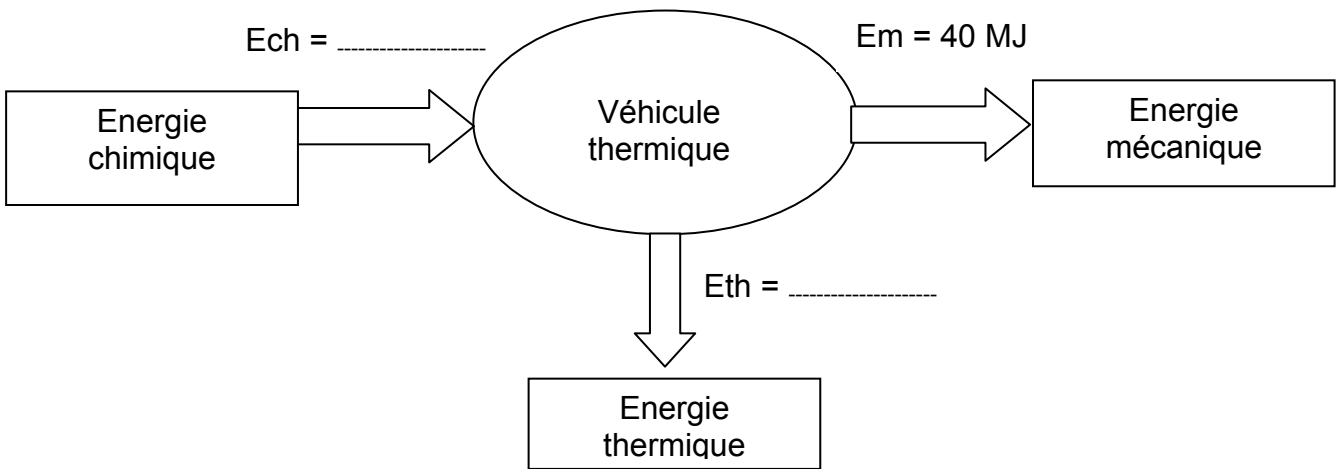 Ech = ---------------------
Em = 40 MJ
Energie
chimique
Véhicule
thermique
Energie
mécanique
Eth = ---------------------
Energie
thermique